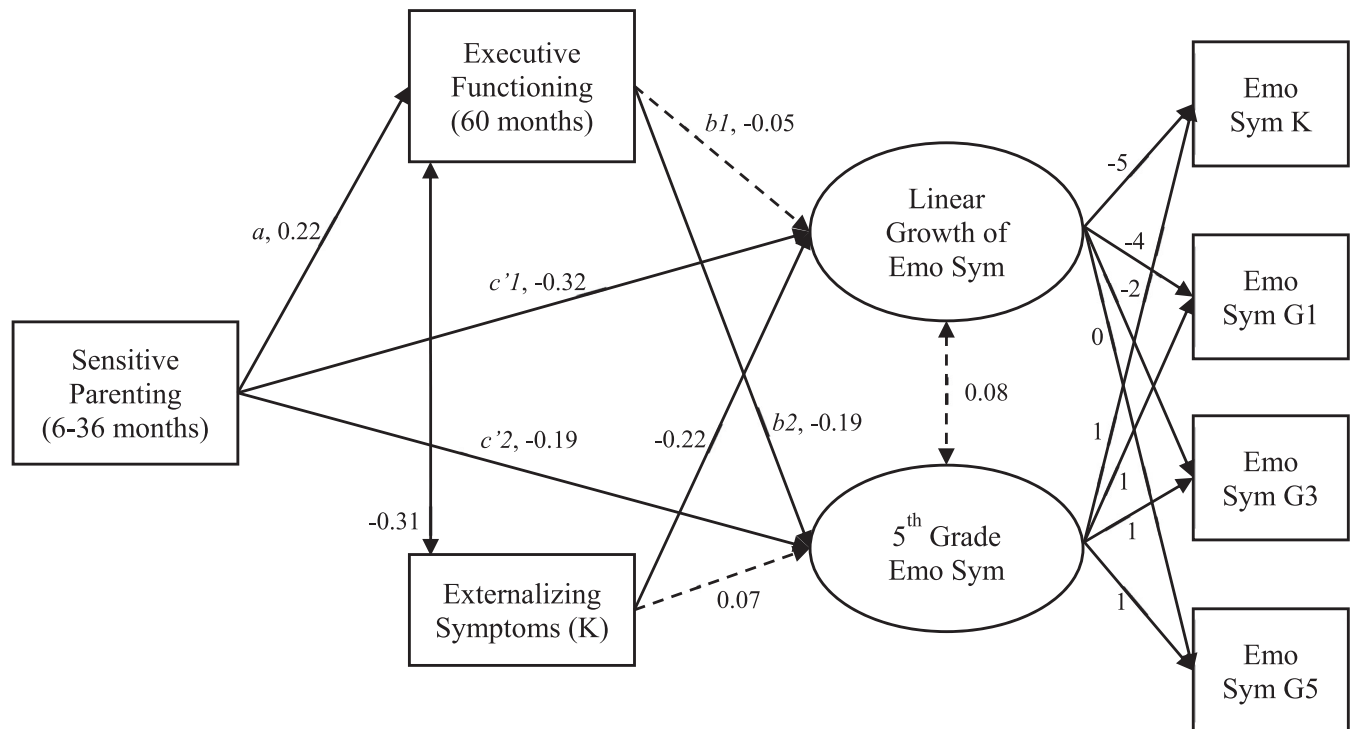 Executive
Functioning
(60 months)
Emo
Sym K
b1, -0.05
-5
Linear
Growth of
Emo Sym
a, 0.22
-4
c'1, -0.32
-2
Emo
Sym G1
0
Sensitive
Parenting
(6-36 months)
0.08
c'2, -0.19
-0.22
b2, -0.19
1
Emo
Sym G3
1
-0.31
1
5th Grade
Emo Sym
Externalizing
Symptoms (K)
0.07
1
Emo
Sym G5